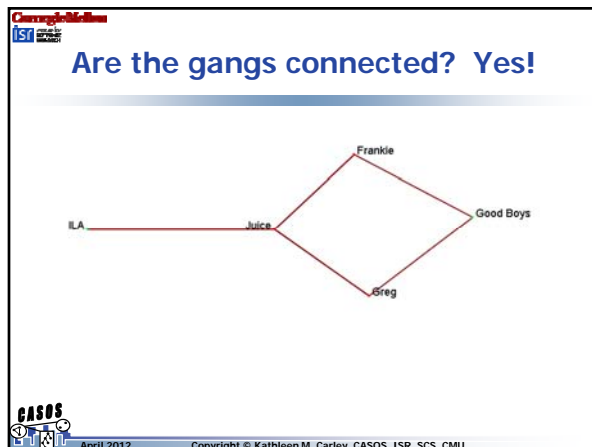 Carnegie Mellon
isr
Are the gangs connected? Yes!
Frankie
ILA
Juice
Good Boys
Greg
CASOS
April 2012 Copyright © Kathleen M. Carley, CASOS, ISR, SCS, CMU